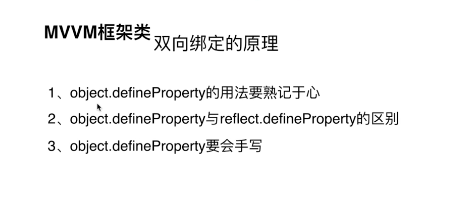 MVVM框架类
双向绑定的原理
1、object.defineProperty的用法要熟记于心
2、object.defineProperty与reflect.defineProperty的区别
3、object.defineProperty要会手写